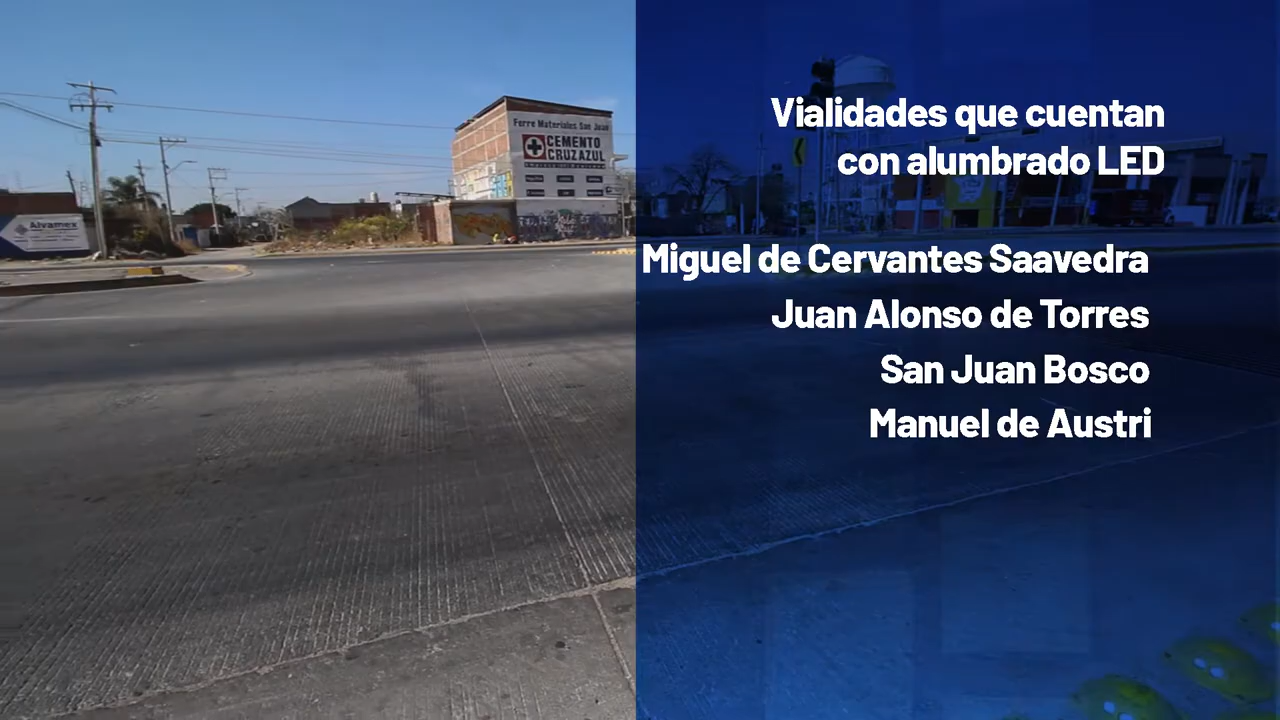 Vialidades que cuentan
con alumbrado LED
Miguel de Cervantes Saavedra
Juan Alonso de Torres
San Juan Bosco
Manuel de Austri
Ferre Materiales San Juan
CEMENTO
CRUZ AZUL
Alvamex